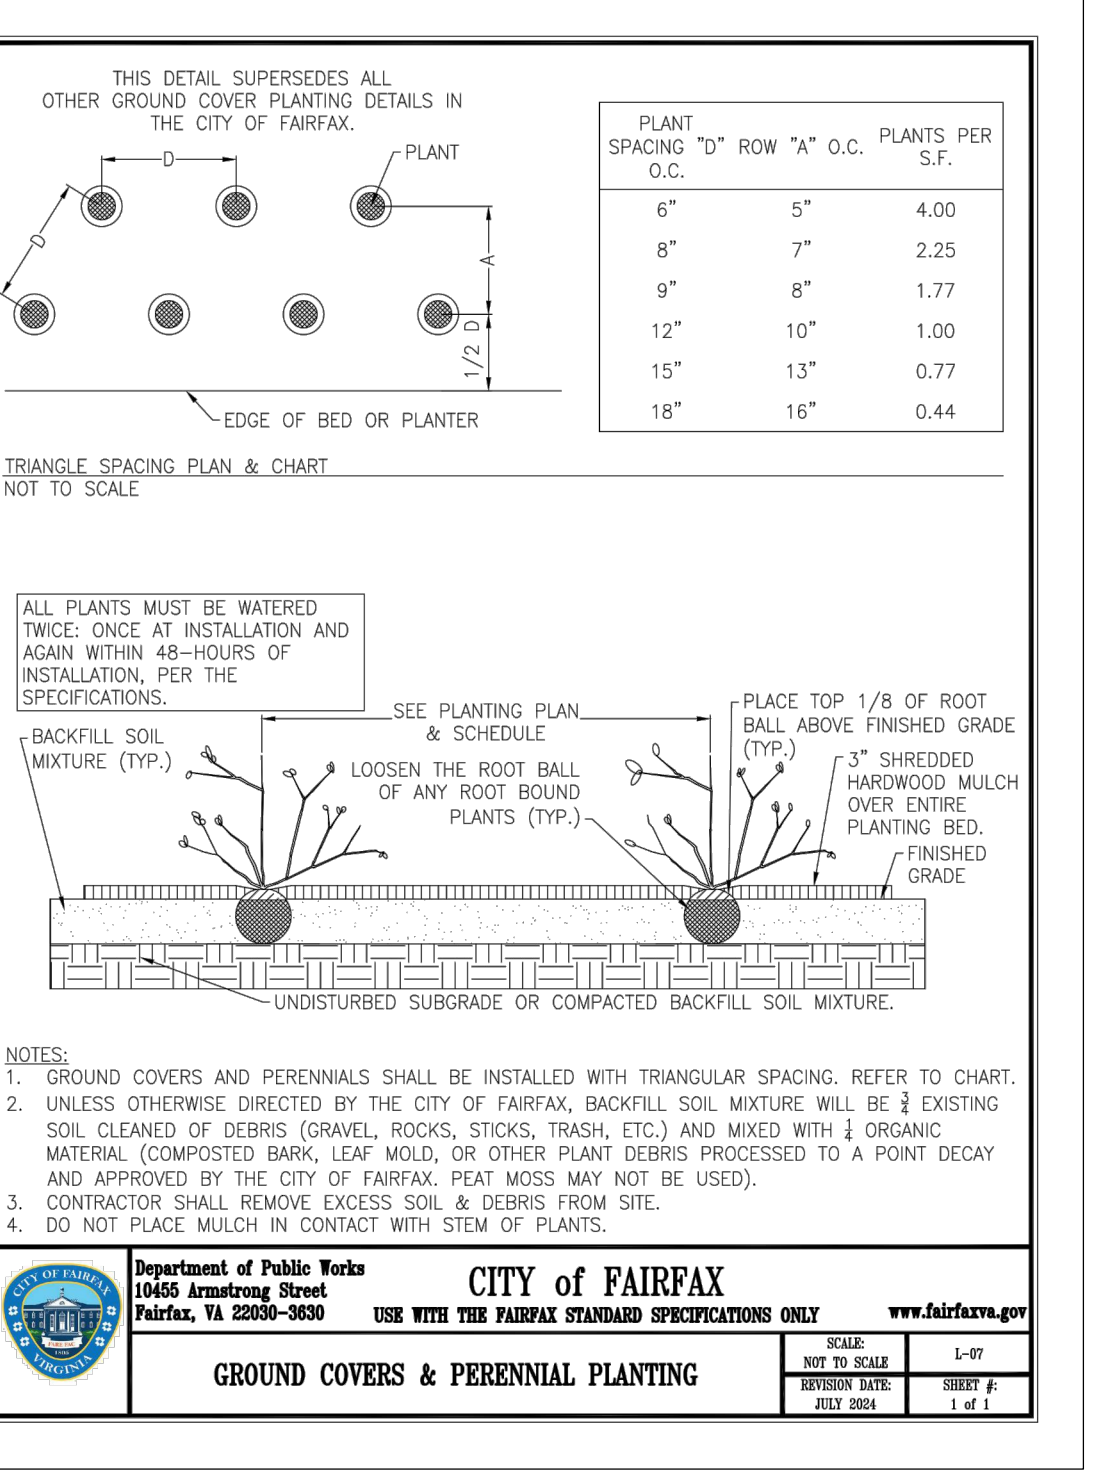 THIS DETAIL SUPERSEDES ALL
OTHER GROUND COVER PLANTING DETAILS IN
THE CITY OF FAIRFAX.
D
PLANT
D
A
1/2 D
EDGE OF BED OR PLANTER
PLANT SPACING "D" O.C. ROW "A" O.C. PLANTS PER S.F.
6" 5" 4.00
8" 7" 2.25
9" 8" 1.77
12" 10" 1.00
15" 13" 0.77
18" 16" 0.44
TRIANGLE SPACING PLAN & CHART
NOT TO SCALE
ALL PLANTS MUST BE WATERED
TWICE: ONCE AT INSTALLATION AND
AGAIN WITHIN 48-HOURS OF
INSTALLATION, PER THE
SPECIFICATIONS.
BACKFILL SOIL
MIXTURE (TYP.)
SEE PLANTING PLAN
& SCHEDULE
LOOSEN THE ROOT BALL
OF ANY ROOT BOUND
PLANTS (TYP.)
PLACE TOP 1/8 OF ROOT
BALL ABOVE FINISHED GRADE
(TYP.)
3" SHREDDED
HARDWOOD MULCH
OVER ENTIRE
PLANTING BED.
FINISHED
GRADE
UNDISTURBED SUBGRADE OR COMPACTED BACKFILL SOIL MIXTURE.
NOTES:
1. GROUND COVERS AND PERENNIALS SHALL BE INSTALLED WITH TRIANGULAR SPACING. REFER TO CHART.
2. UNLESS OTHERWISE DIRECTED BY THE CITY OF FAIRFAX, BACKFILL SOIL MIXTURE WILL BE 3/4 EXISTING
SOIL CLEANED OF DEBRIS (GRAVEL, ROCKS, STICKS, TRASH, ETC.) AND MIXED WITH 1/4 ORGANIC
MATERIAL (COMPOSTED BARK, LEAF MOLD, OR OTHER PLANT DEBRIS PROCESSED TO A POINT DECAY
AND APPROVED BY THE CITY OF FAIRFAX. PEAT MOSS MAY NOT BE USED).
3. CONTRACTOR SHALL REMOVE EXCESS SOIL & DEBRIS FROM SITE.
4. DO NOT PLACE MULCH IN CONTACT WITH STEM OF PLANTS.
CITY OF FAIRFAX
FAIRFAX
1805
VIRGINIA
Department of Public Works
10455 Armstrong Street
Fairfax, VA 22030-3630
CITY of FAIRFAX
USE WITH THE FAIRFAX STANDARD SPECIFICATIONS ONLY
www.fairfaxva.gov
GROUND COVERS & PERENNIAL PLANTING
SCALE:
NOT TO SCALE
L-07
REVISION DATE:
JULY 2024
SHEET #:
1 of 1